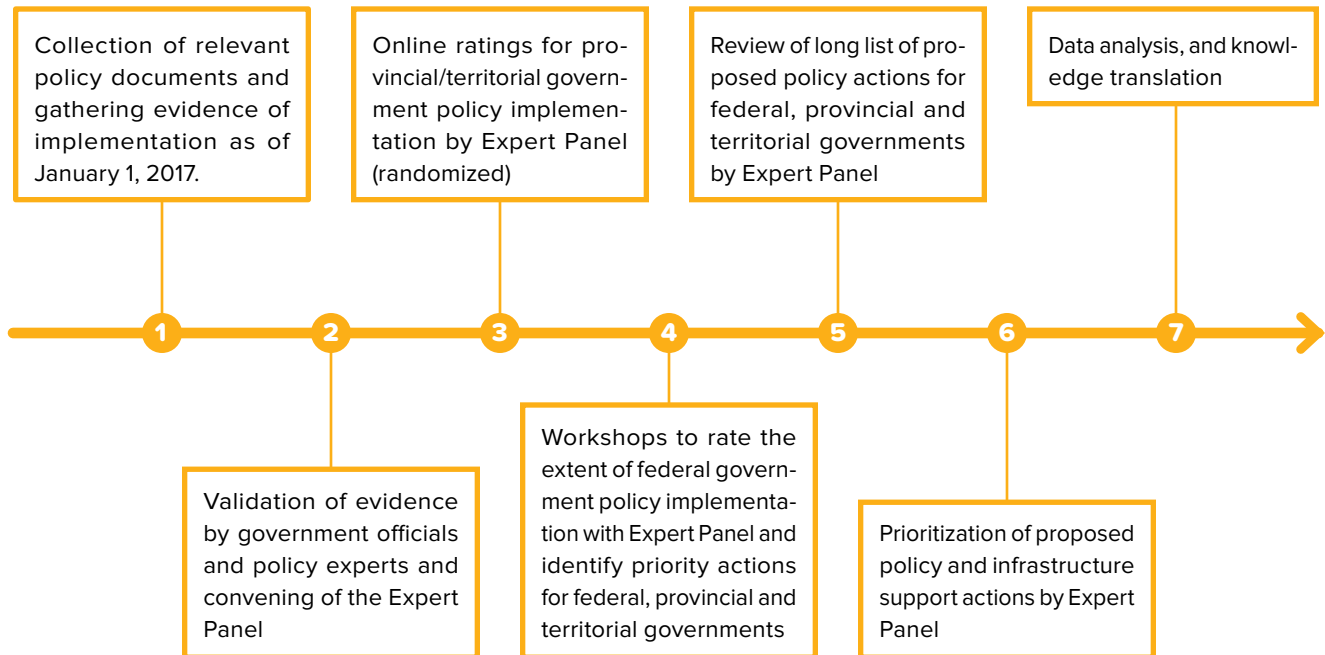 Collection of relevant
policy documents and
gathering evidence of
implementation as of
January 1, 2017.
Online ratings for pro-
vincial/territorial govern-
ment policy implemen-
tation by Expert Panel
(randomized)
Review of long list of pro-
posed policy actions for
federal, provincial and
territorial governments
by Expert Panel
Data analysis, and knowl-
edge translation
1
2
3
4
5
6
7
Validation of evidence
by government officials
and policy experts and
convening of the Expert
Panel
Workshops to rate the
extent of federal govern-
ment policy implementa-
tion with Expert Panel and
identify priority actions
for federal, provincial and
territorial governments
Prioritization of proposed
policy and infrastructure
support actions by Expert
Panel